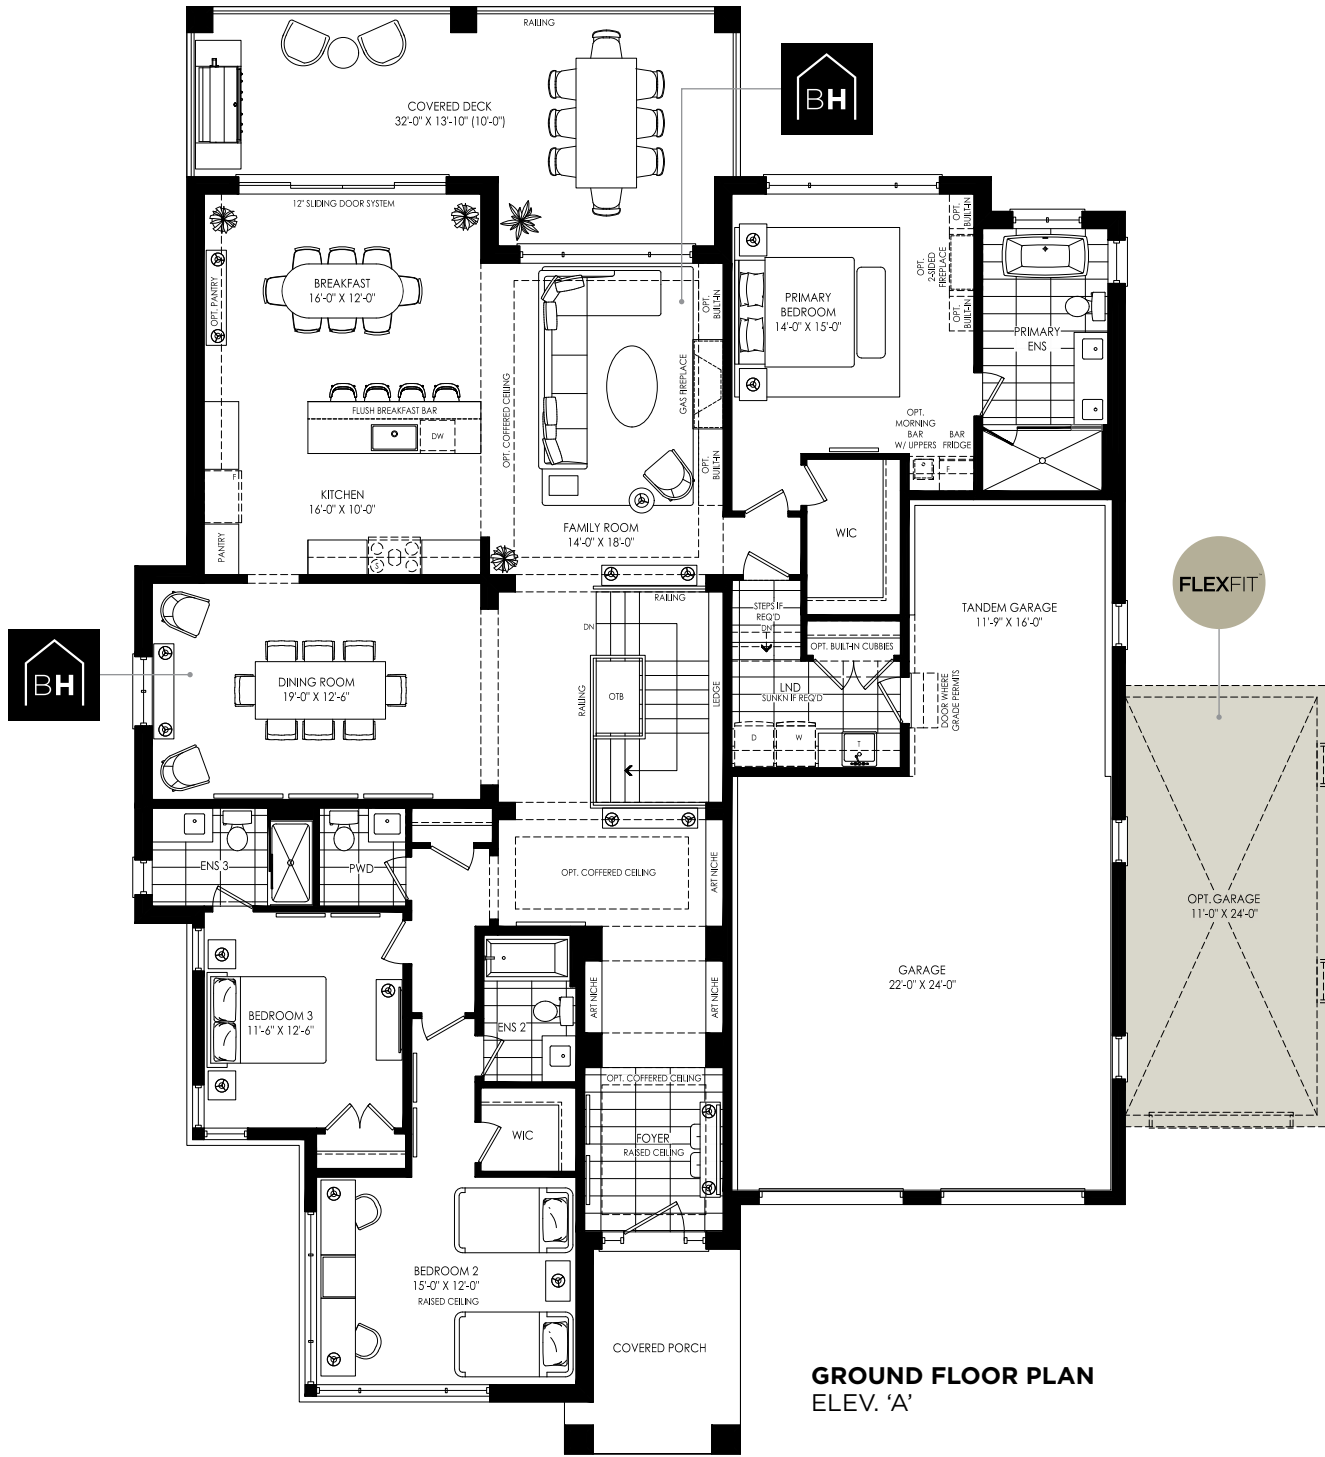 RAILING
BH
COVERED DECK
32'-0" X 13'-10" (10'-0")
12" SLIDING DOOR SYSTEM
OPT. PANTRY
BREAKFAST
16'-0" X 12'-0"
OPT. COFFERED CEILING
OPT.
BUILT-IN
GAS FIREPLACE
OPT.
BUILT-IN
PRIMARY
BEDROOM
14'-0" X 15'-0"
OPT.
BUILT-IN
OPT.
2-SIDED
FIREPLACE
OPT.
BUILT-IN
PRIMARY
ENS
FLUSH BREAKFAST BAR
DW
OPT.
MORNING
BAR
W/ UPPERS
BAR
FRIDGE
F
F
KITCHEN
16'-0" X 10'-0"
PANTRY
S
FAMILY ROOM
14'-0" X 18'-0"
WIC
FLEXFIT
TANDEM GARAGE
11'-9" X 16'-0"
RAILING
STEPS IF
REQ'D
DN
DN
OPT. BUILT-IN CUBBIES
BH
DINING ROOM
19'-0" X 12'-6"
RAILING
OTB
LEDGE
LND
SUNKN IF REQ'D
DOOR WHERE
GRADE PERMITS
D
W
T
ENS 3
PWD
OPT. COFFERED CEILING
ART NICHE
OPT. GARAGE
11'-0" X 24'-0"
GARAGE
22'-0" X 24'-0"
BEDROOM 3
11'-6" X 12'-6"
ENS 2
ART NICHE
ART NICHE
OPT. COFFERED CEILING
WIC
FOYER
RAISED CEILING
BEDROOM 2
15'-0" X 12'-0"
RAISED CEILING
COVERED PORCH
GROUND FLOOR PLAN
ELEV. ‘A’